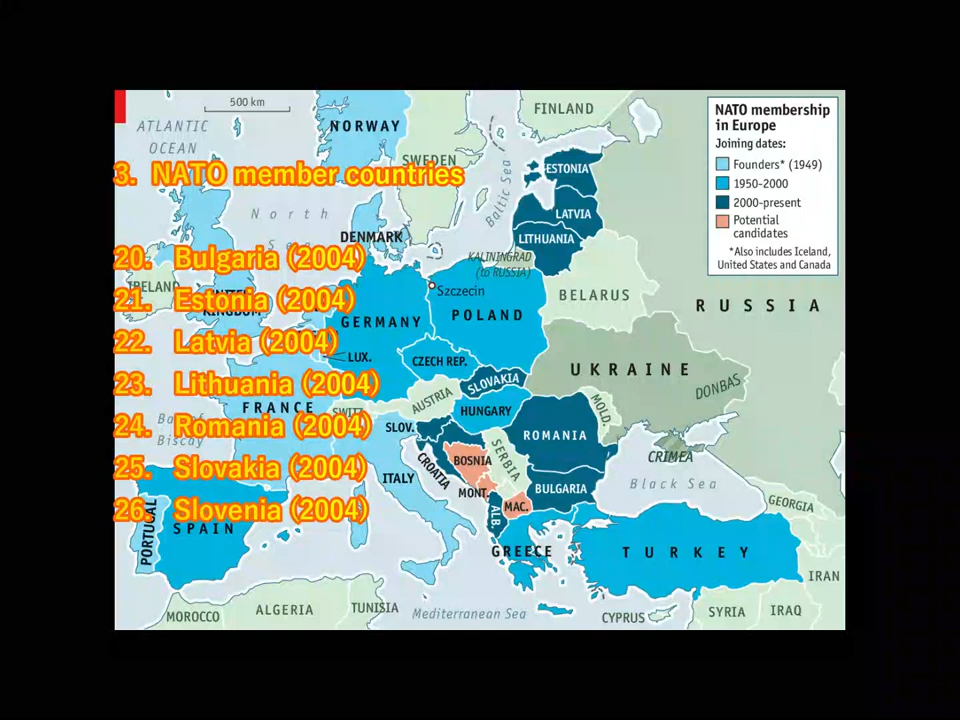 500 km
ATLANTIC
OCEAN
NORWAY
SWEDEN
FINLAND
3. NATO member countries
NATO membership
in Europe
Joining dates:
Founders* (1949)
1950-2000
2000-present
Potential
candidates
*Also includes Iceland,
United States and Canada
Baltic Sea
ESTONIA
LATVIA
LITHUANIA
North
DENMARK
KALININGRAD
(to RUSSIA)
20. Bulgaria (2004)
IRELAND
21. Estonia (2004)
KINGDOM
Szczecin
BELARUS
RUSSIA
GERMANY
POLAND
22. Latvia (2004)
LUX.
CZECH REP.
UKRAINE
DONBAS
23. Lithuania (2004)
SLOVAKIA
AUSTRIA
FRANCE
HUNGARY
MOLD.
Biscay
24. Romania (2004)
SLOV.
ROMANIA
CRIMEA
25. Slovakia (2004)
ITALY
CROATIA
BOSNIA
SERBIA
BULGARIA
Black Sea
MONT.
MAC.
ALB.
GEORGIA
26. Slovenia (2004)
PORTUGAL
SPAIN
GREECE
TURKEY
IRAN
MOROCCO
ALGERIA
TUNISIA
Mediterranean Sea
CYPRUS
SYRIA
IRAQ